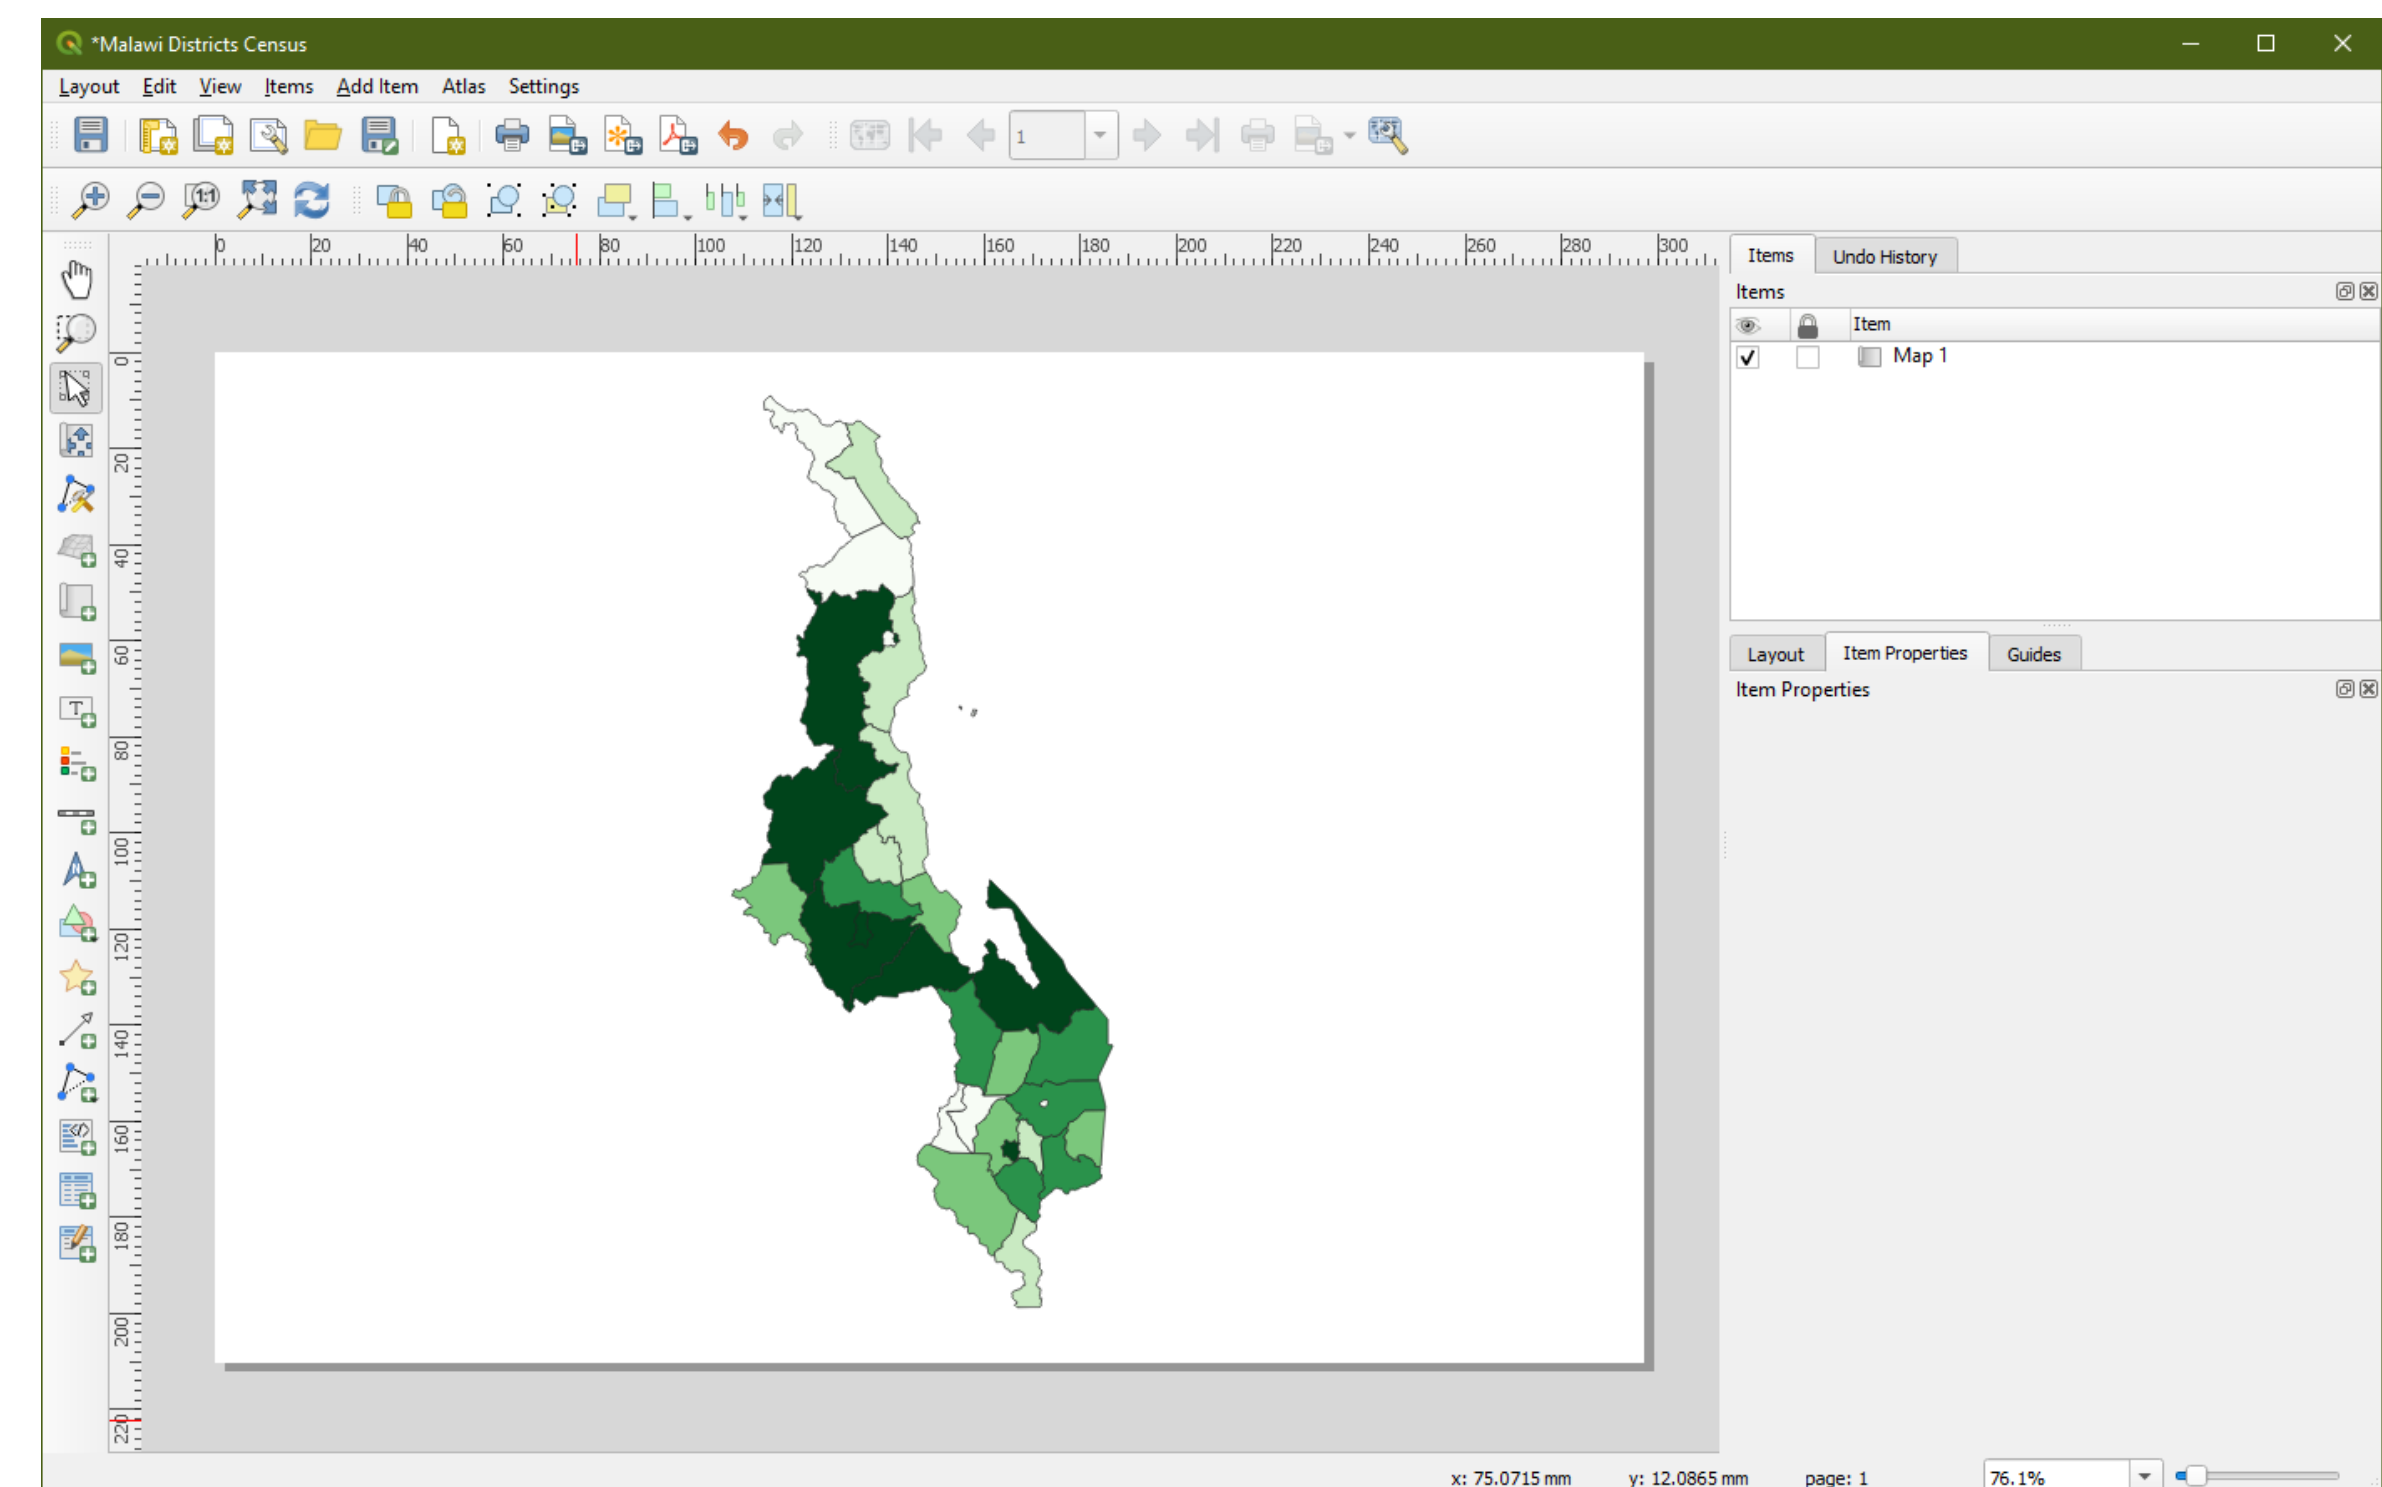 *Malawi Districts Census
Layout Edit View Items Add Item Atlas Settings
1
1:1
0 20 40 60 80 100 120 140 160 180 200 220 240 260 280 300
Items Undo History
Items
Item
Map 1
Layout Item Properties Guides
Item Properties
0
20
40
60
80
100
120
140
160
180
200
220
T
N
x: 75.0715 mm y: 12.0865 mm page: 1 76.1%